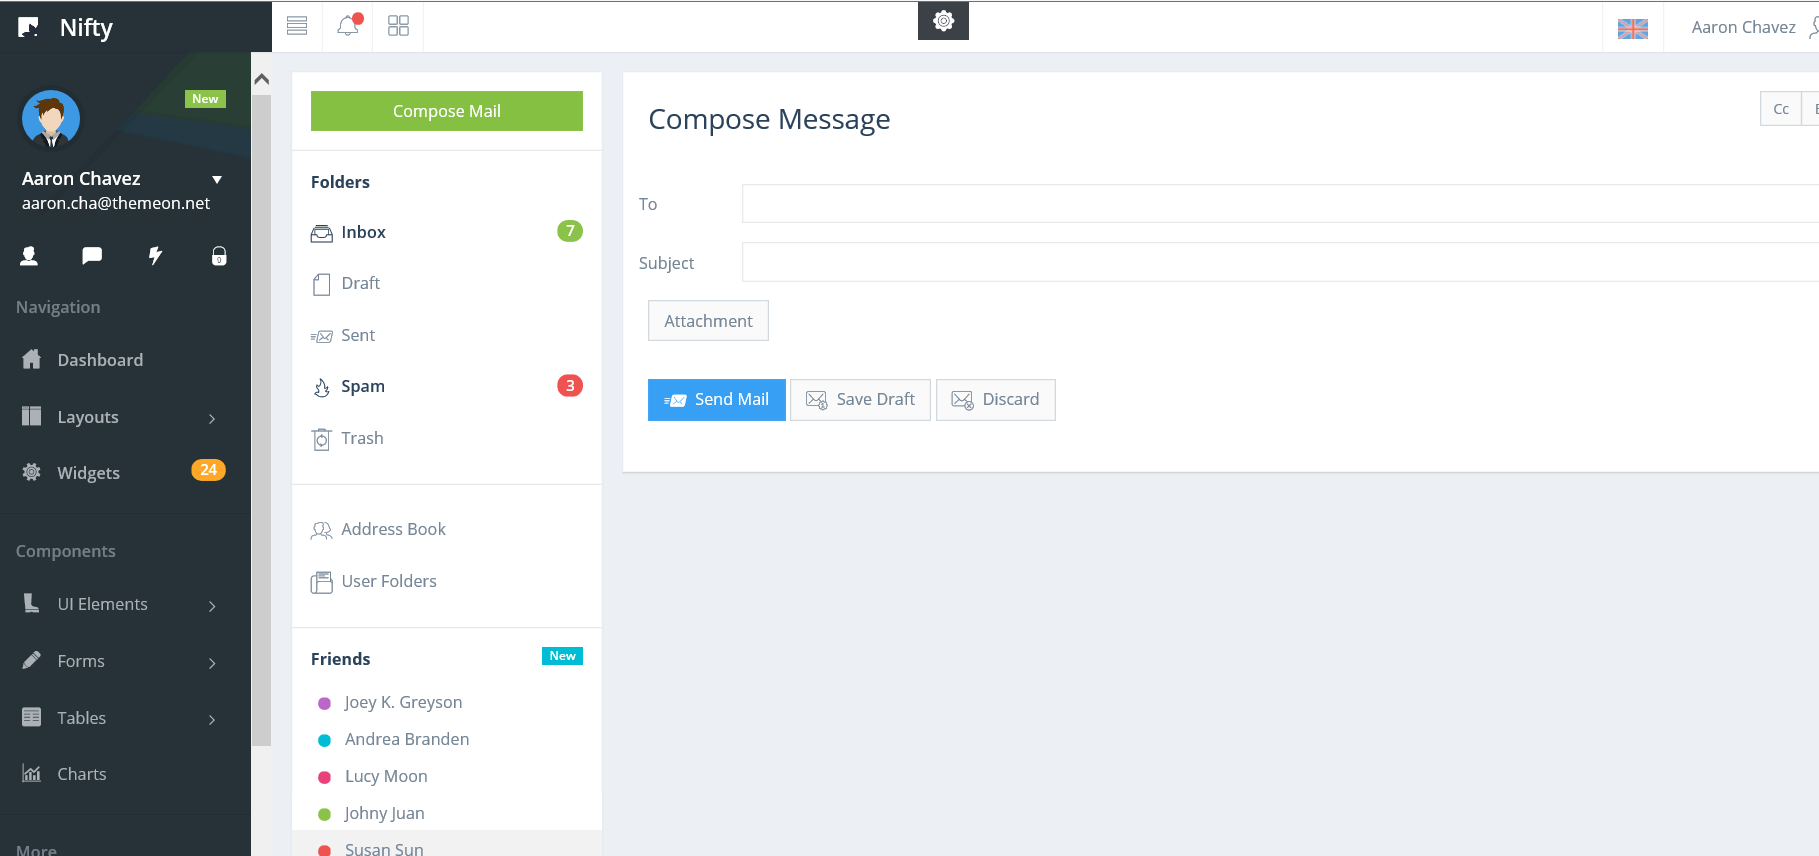 Nifty
Aaron Chavez
New
Aaron Chavez
aaron.cha@themeon.net
Navigation
Dashboard
Layouts
Widgets 24
Components
UI Elements
Forms
Tables
Charts
More
Compose Mail
Folders
Inbox 7
Draft
Sent
Spam 3
Trash
Address Book
User Folders
Friends New
Joey K. Greyson
Andrea Branden
Lucy Moon
Johny Juan
Susan Sun
Compose Message
Cc
To
Subject
Attachment
Send Mail Save Draft Discard